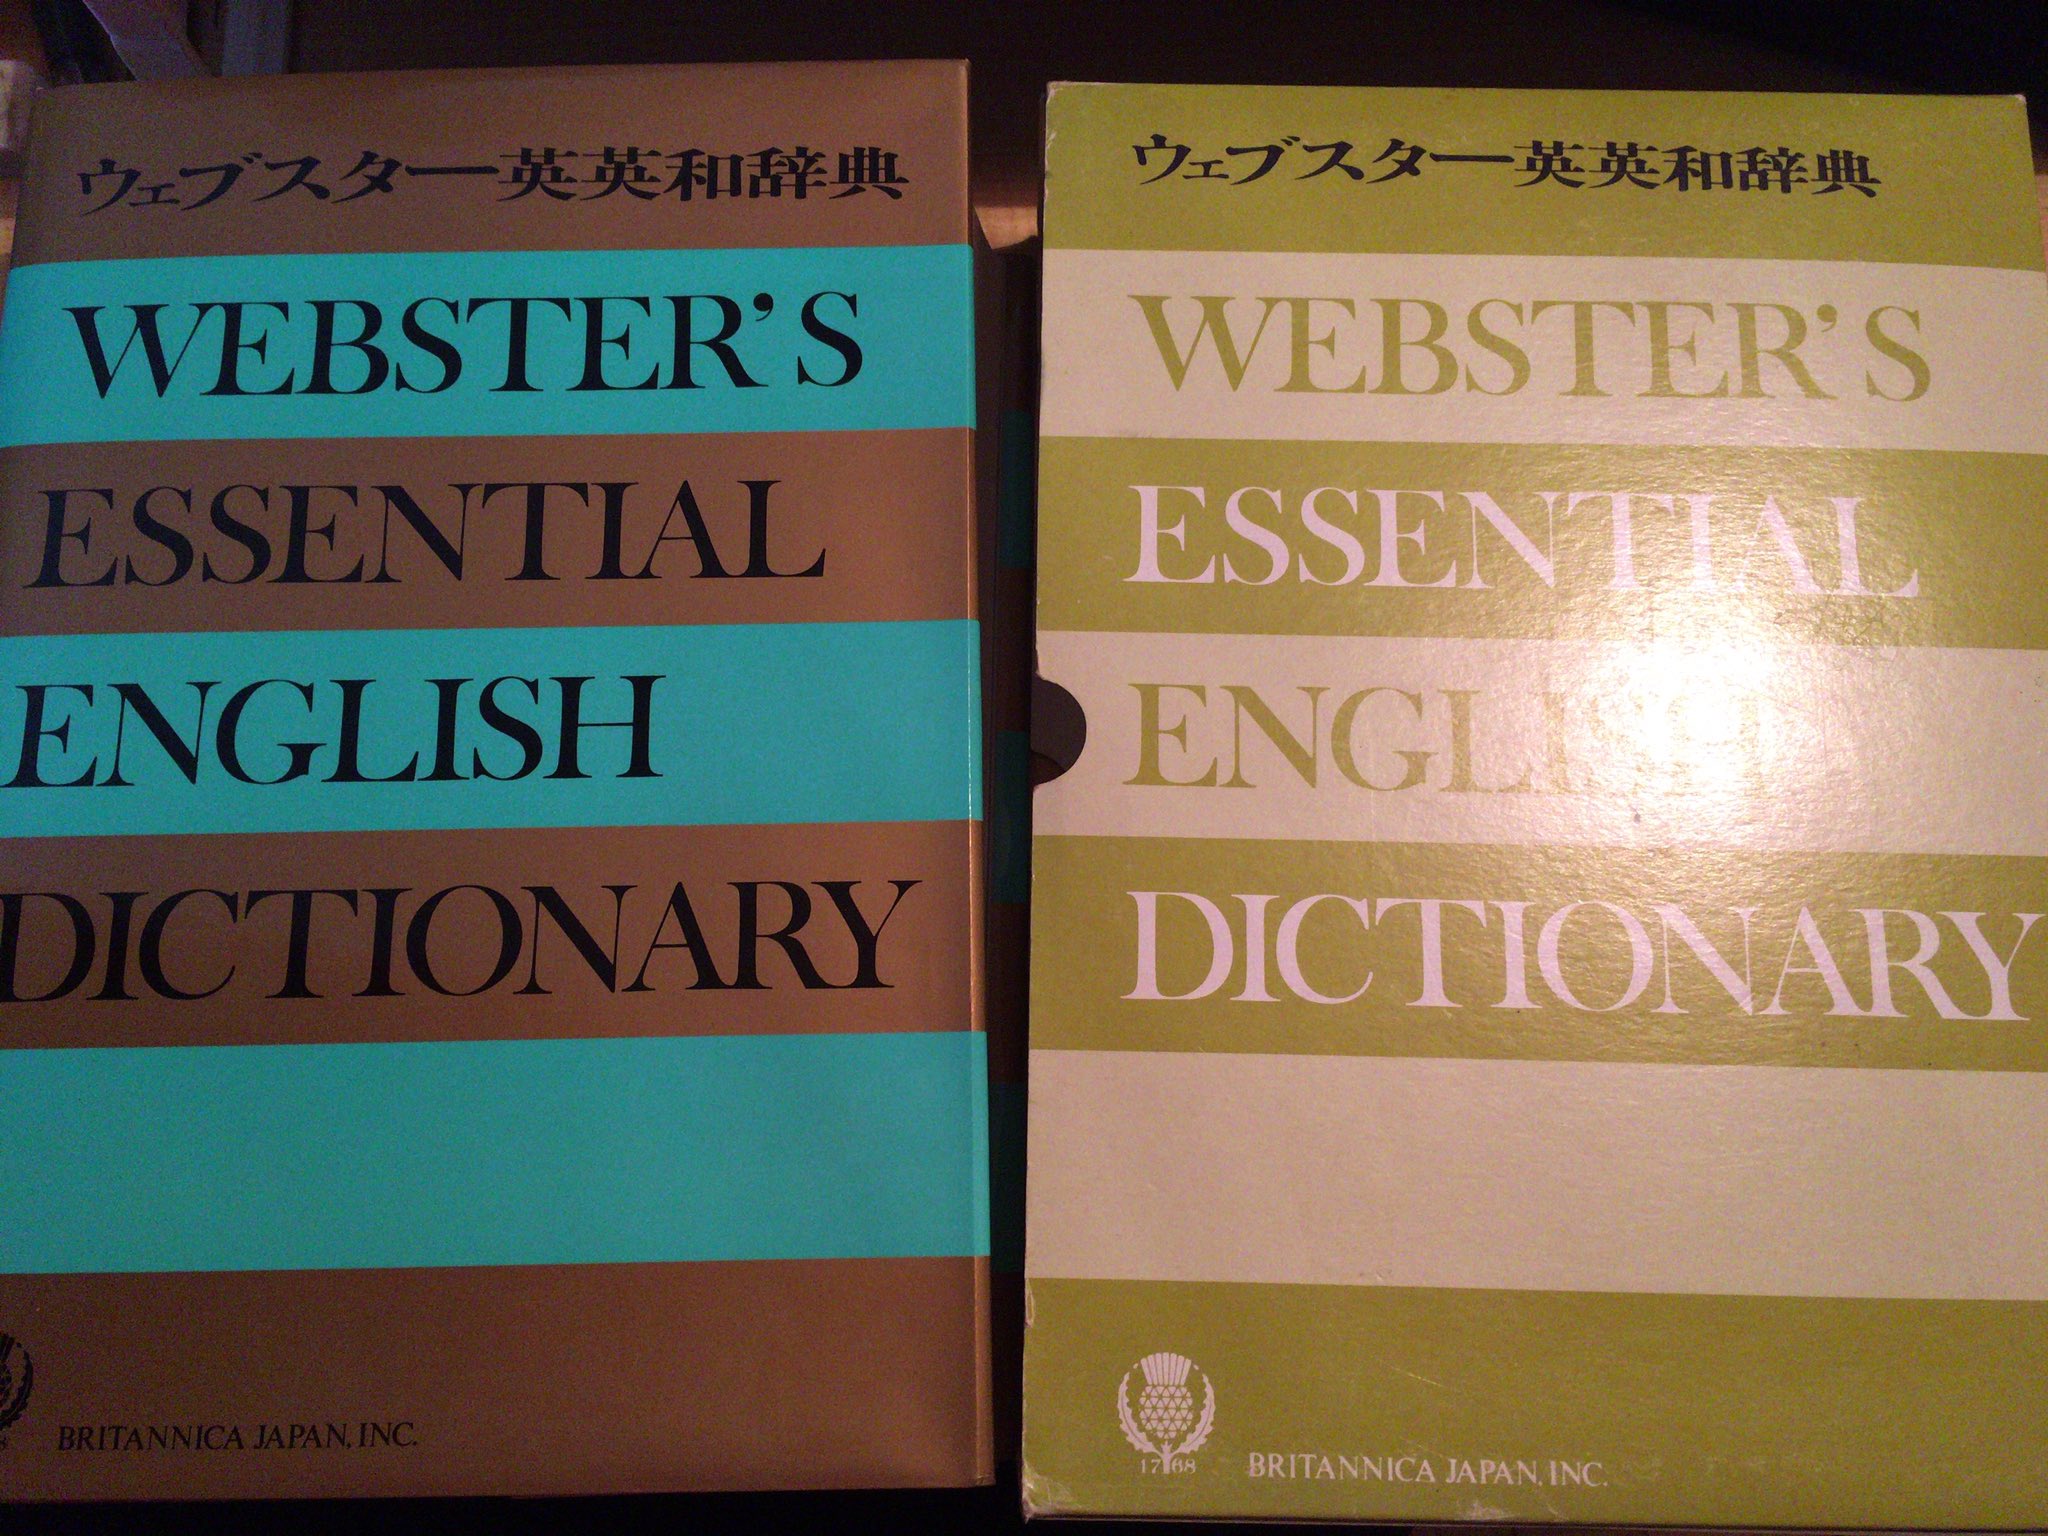 ウェブスター英英和辞典
WEBSTER'S
ESSENTIAL
ENGLISH
DICTIONARY
BRITANNICA JAPAN, INC.
ウェブスター英英和辞典
WEBSTER'S
ESSENTIAL
ENGLISH
DICTIONARY
1768
BRITANNICA JAPAN, INC.